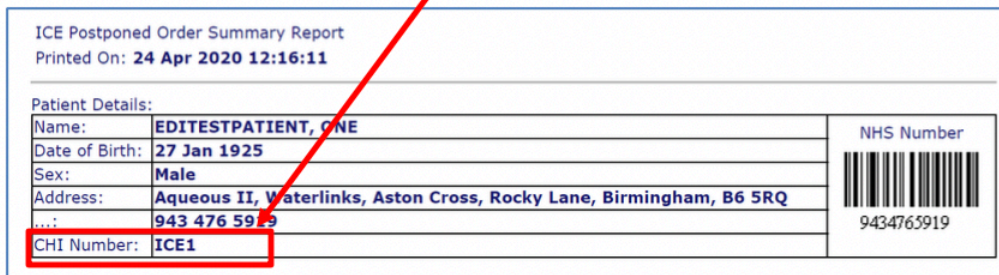 ICE Postponed Order Summary Report
Printed On: 24 Apr 2020 12:16:11
Patient Details:
Name: EDITESTPATIENT, ONE
Date of Birth: 27 Jan 1925
Sex: Male
Address: Aqueous II, Waterlinks, Aston Cross, Rocky Lane, Birmingham, B6 5RQ
...: 943 476 5919
CHI Number: ICE1
NHS Number
9434765919